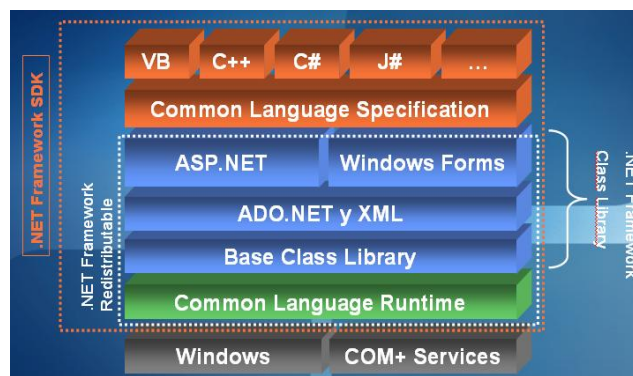 VB C++ C# J# ...
Common Language Specification
ASP.NET Windows Forms
ADO.NET y XML
Base Class Library
Common Language Runtime
Windows COM+ Services
.NET Framework SDK
.NET Framework
Redistributable
.NET Framework
Class Library